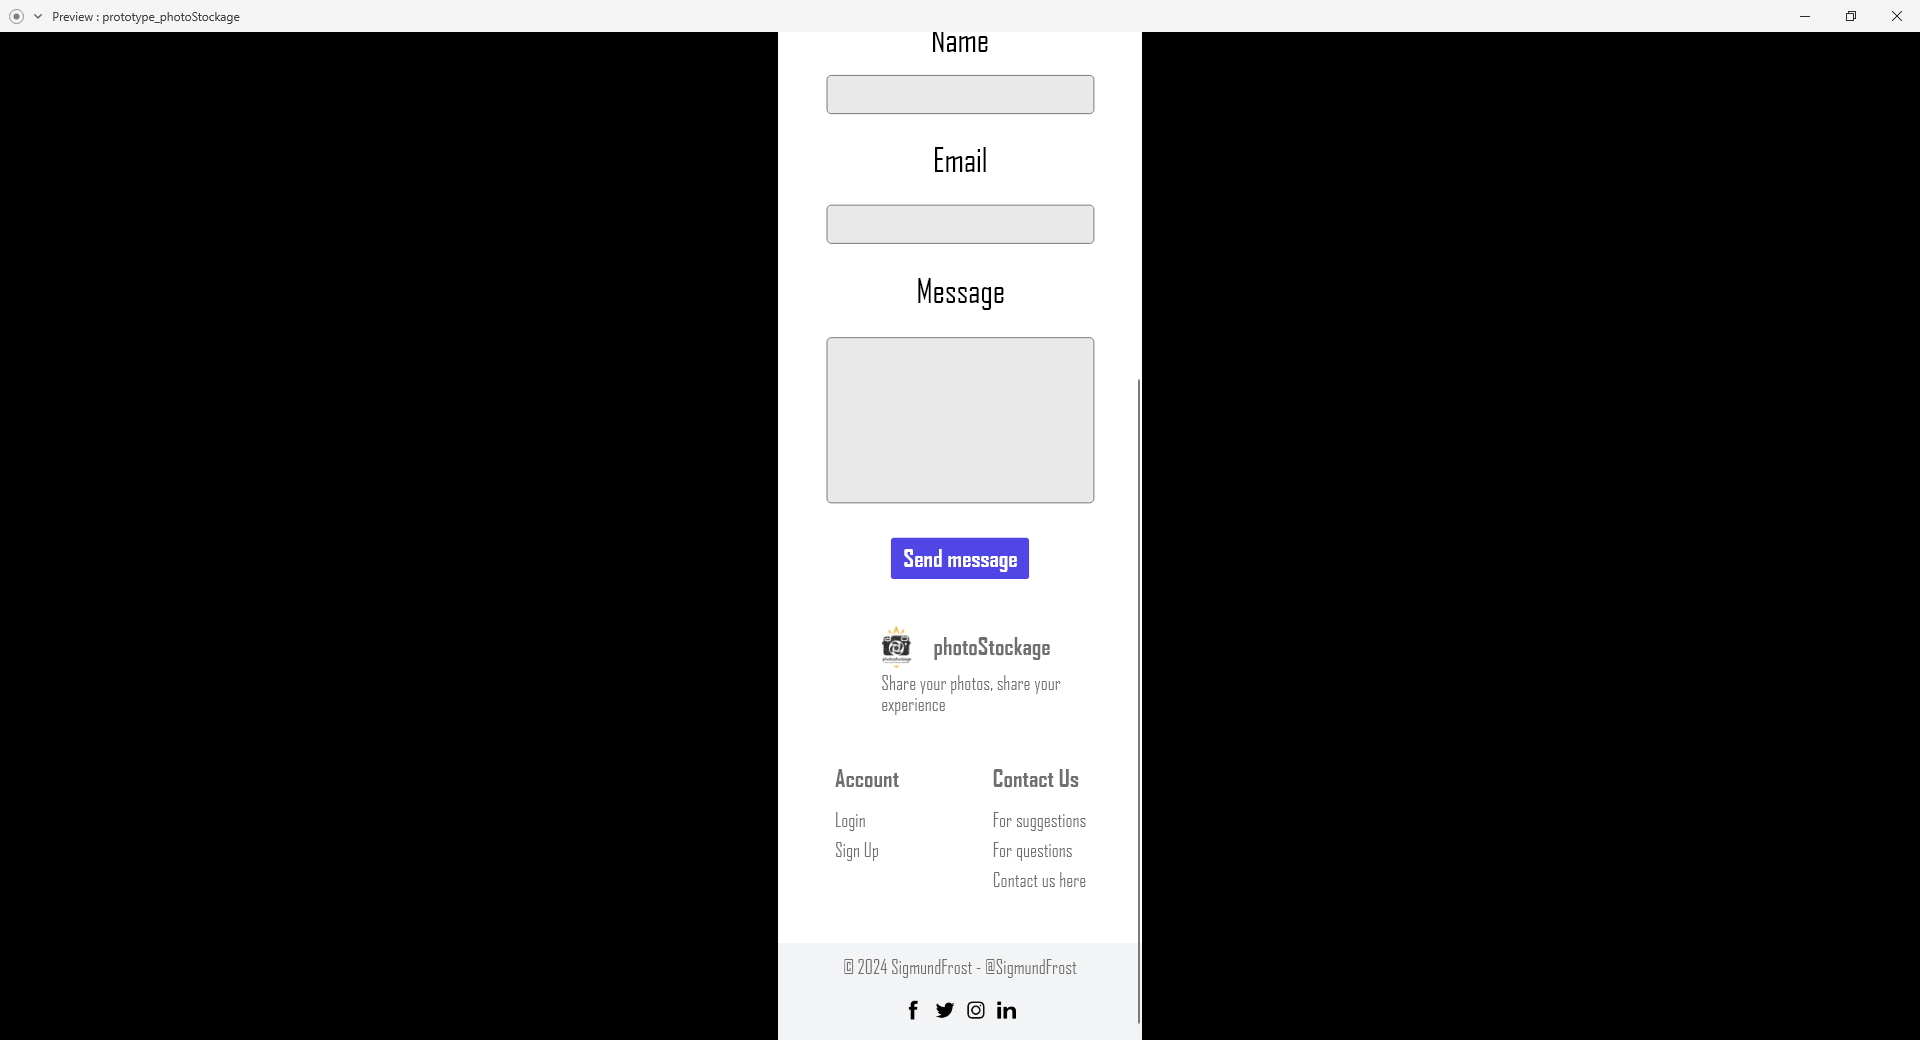 Preview : prototype_photoStockage
Name
Email
Message
Send message
photoStockage
Share your photos, share your
experience
Account
Contact Us
Login
For suggestions
Sign Up
For questions
Contact us here
© 2024 SigmundFrost - @SigmundFrost